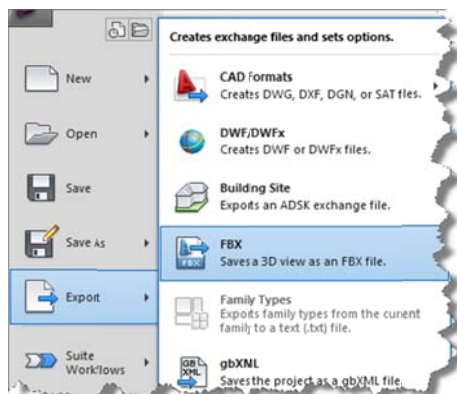 Creates exchange files and sets options.
New
CAD Formats
Creates DWG, DXF, DGN, or SAT files.
Open
DWF/DWFx
Creates DWF or DWFx files.
Save
Building Site
Exports an ADSK exchange file.
Save As
FBX
FBX
Saves a 3D view as an FBX file.
Export
Family Types
Exports family types from the current
family to a text (.txt) file.
Suite
Workflows
GB
XML
gbXML
Saves the project as a gbXML file